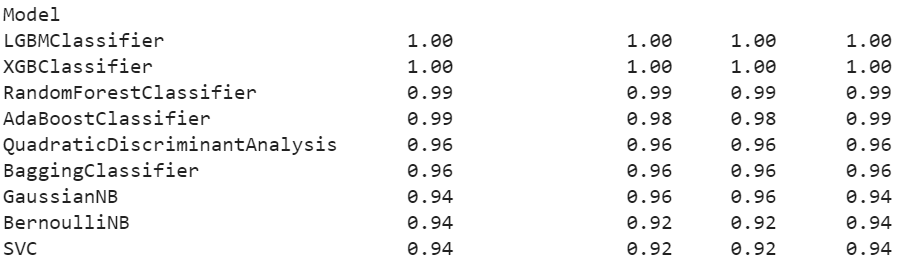 Model
LGBMClassifier 1.00 1.00 1.00 1.00
XGBClassifier 1.00 1.00 1.00 1.00
RandomForestClassifier 0.99 0.99 0.99 0.99
AdaBoostClassifier 0.99 0.98 0.98 0.99
QuadraticDiscriminantAnalysis 0.96 0.96 0.96 0.96
BaggingClassifier 0.96 0.96 0.96 0.96
GaussianNB 0.94 0.96 0.96 0.94
BernoulliNB 0.94 0.92 0.92 0.94
SVC 0.94 0.92 0.92 0.94